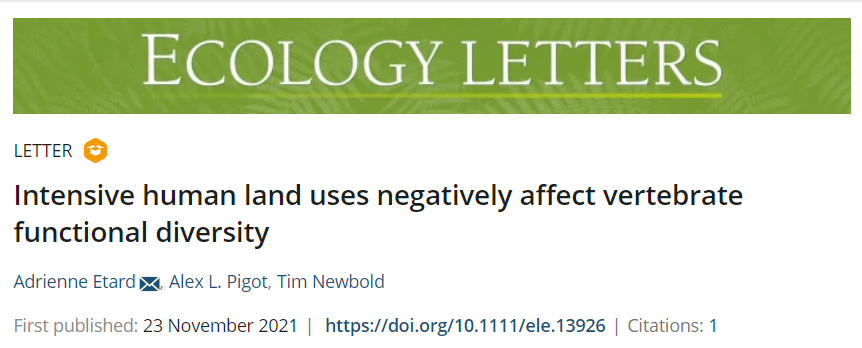 ECOLOGY LETTERS
LETTER
Intensive human land uses negatively affect vertebrate
functional diversity
Adrienne Etard, Alex L. Pigot, Tim Newbold
First published: 23 November 2021 | https://doi.org/10.1111/ele.13926 | Citations: 1